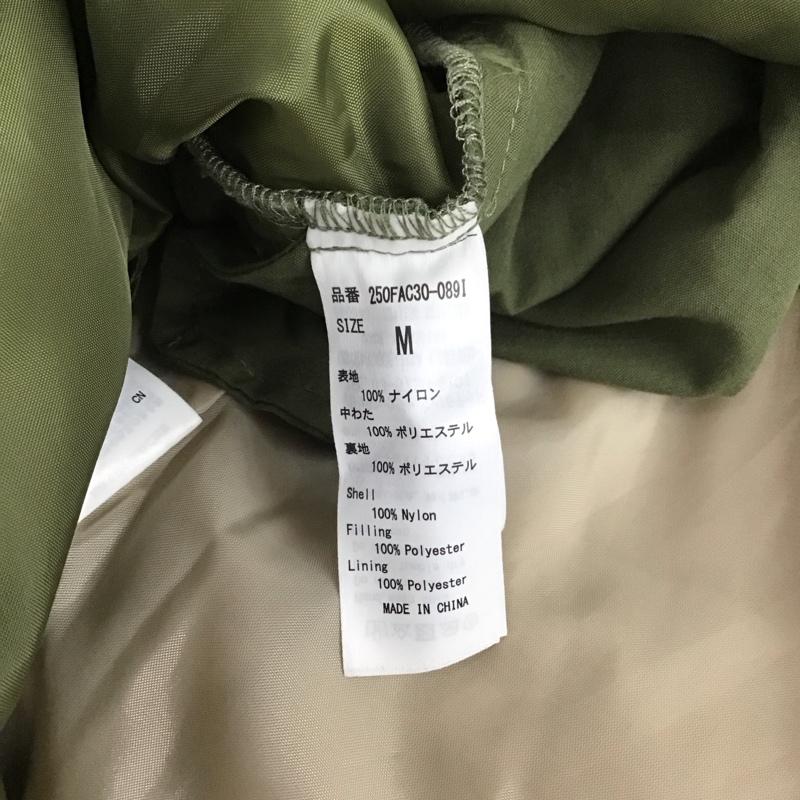 品番 250FAC30-089I
SIZE M
表地
100% ナイロン
中わた
100% ポリエステル
裏地
100% ポリエステル
Shell
100% Nylon
Filling
100% Polyester
Lining
100% Polyester
MADE IN CHINA
CN